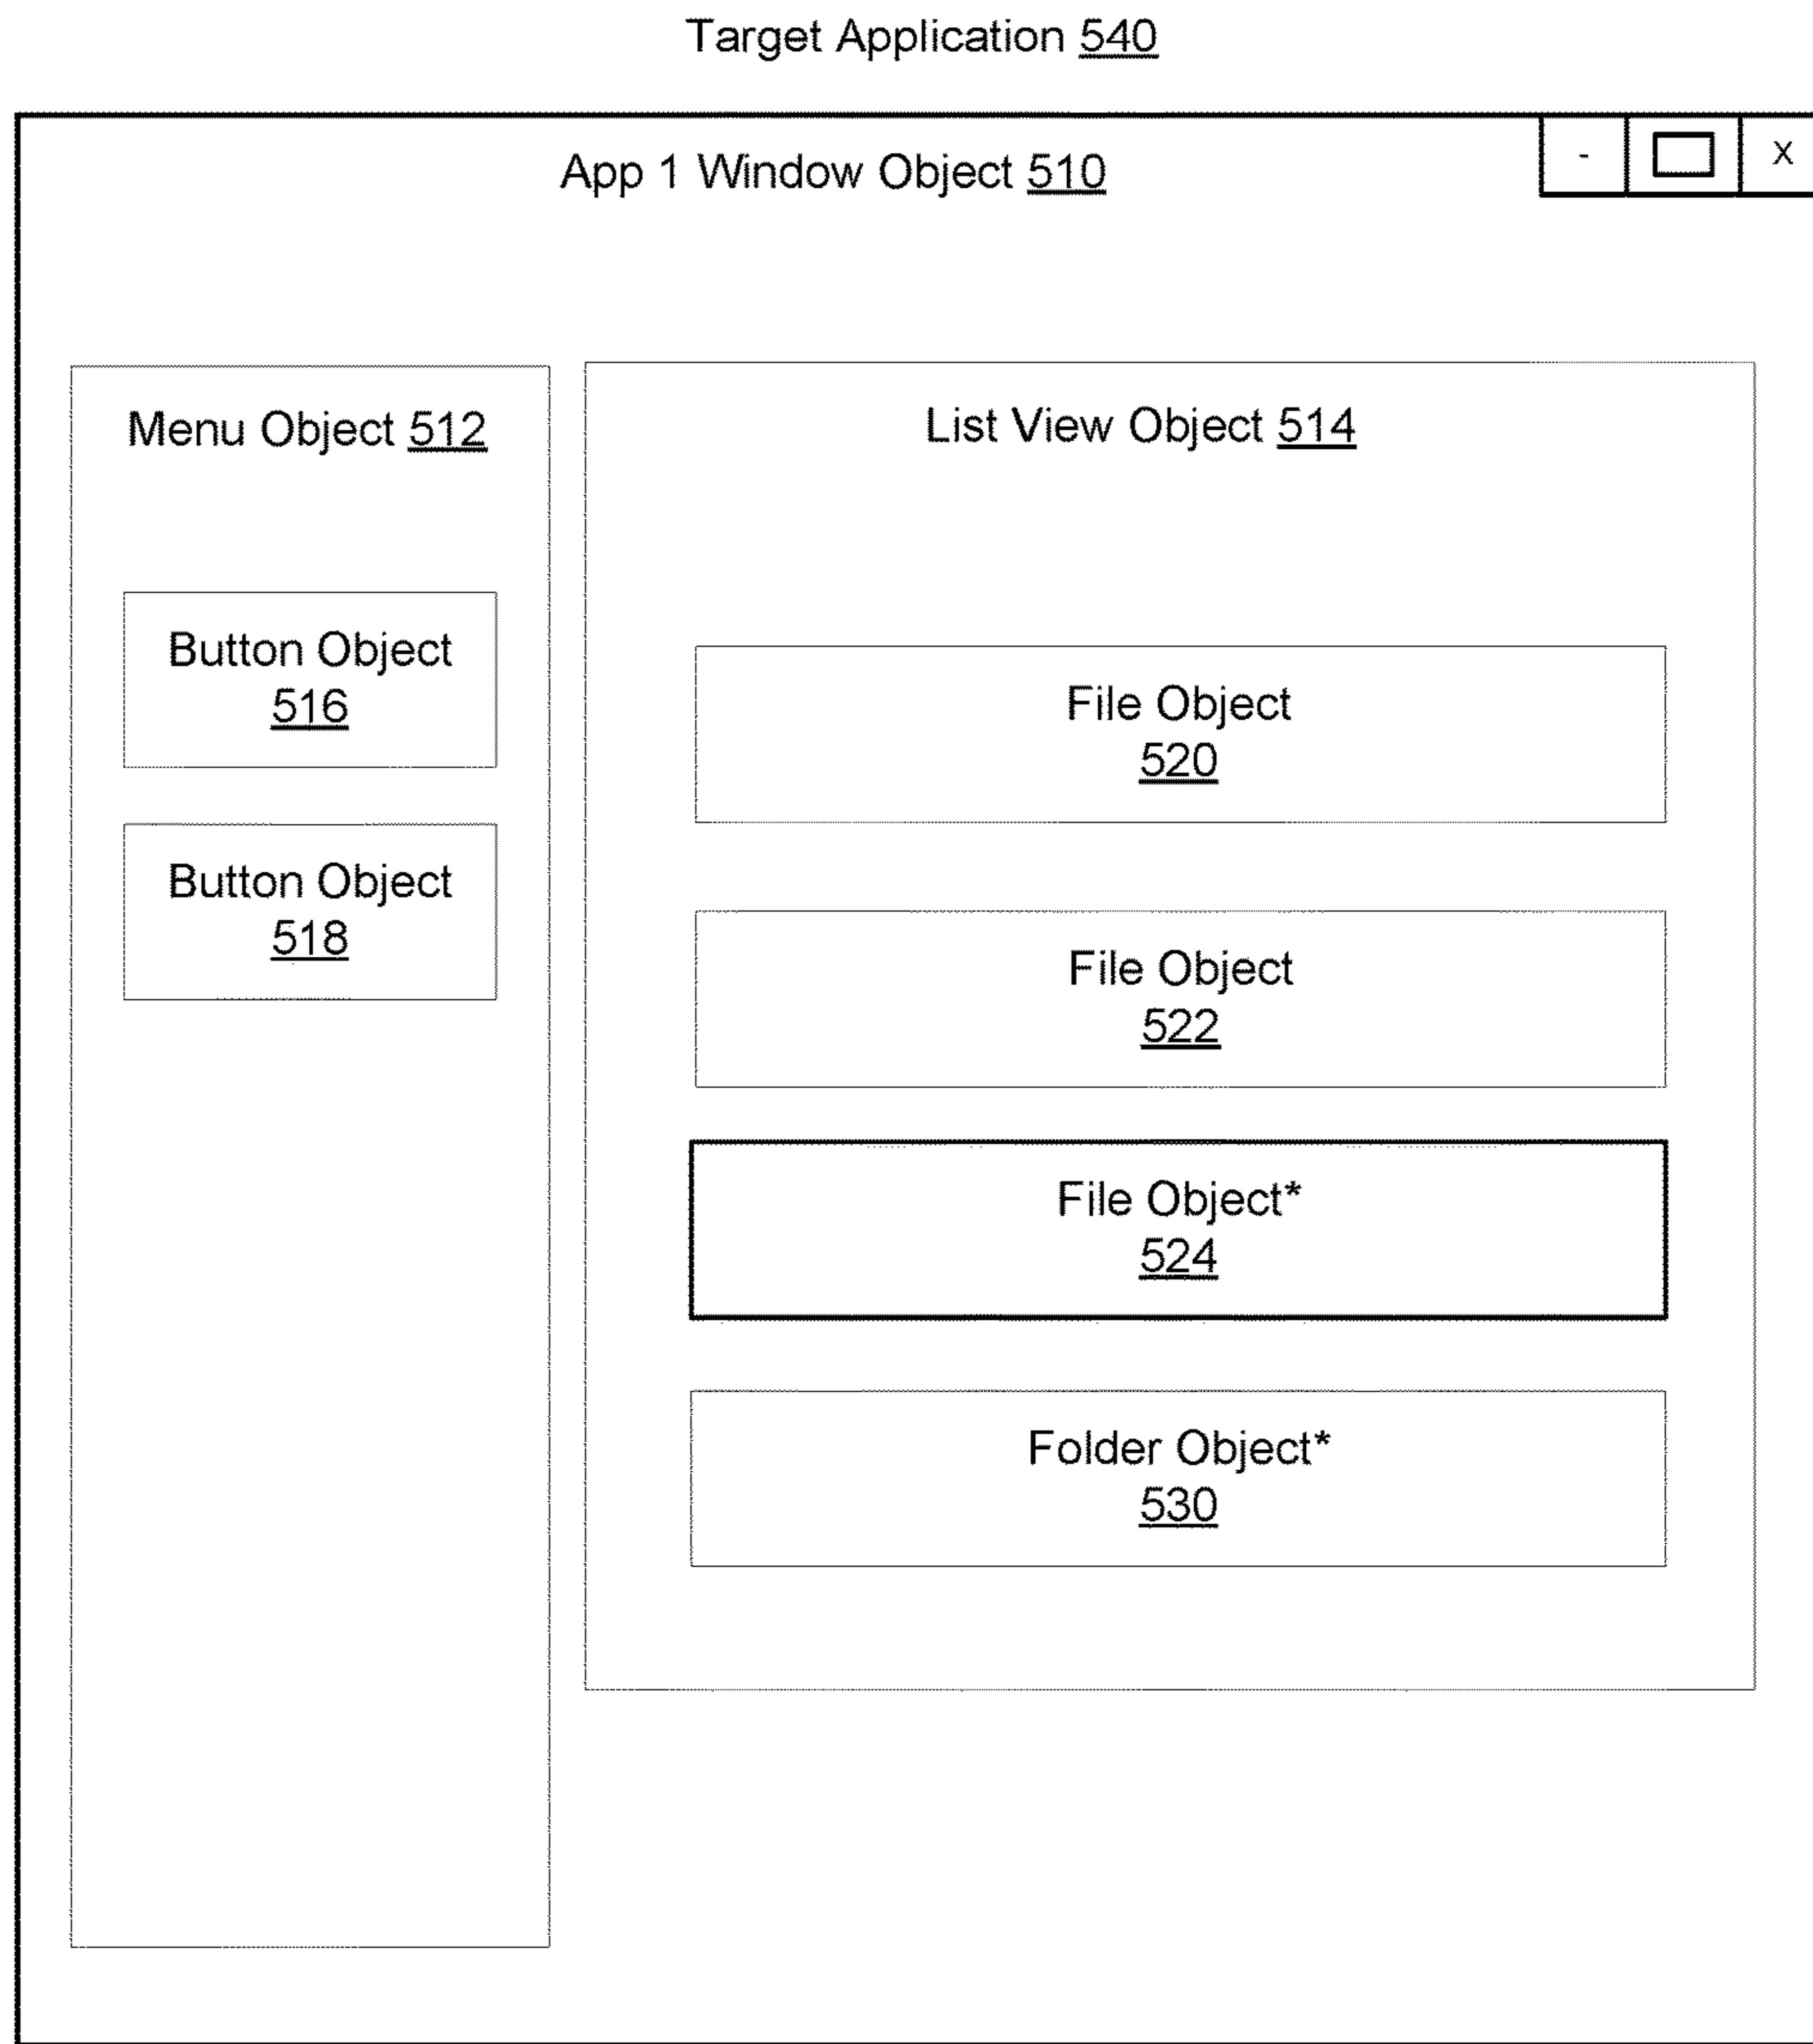 Target Application 540
App 1 Window Object 510
- X
Menu Object 512
List View Object 514
Button Object
516
Button Object
518
File Object
520
File Object
522
File Object*
524
Folder Object*
530